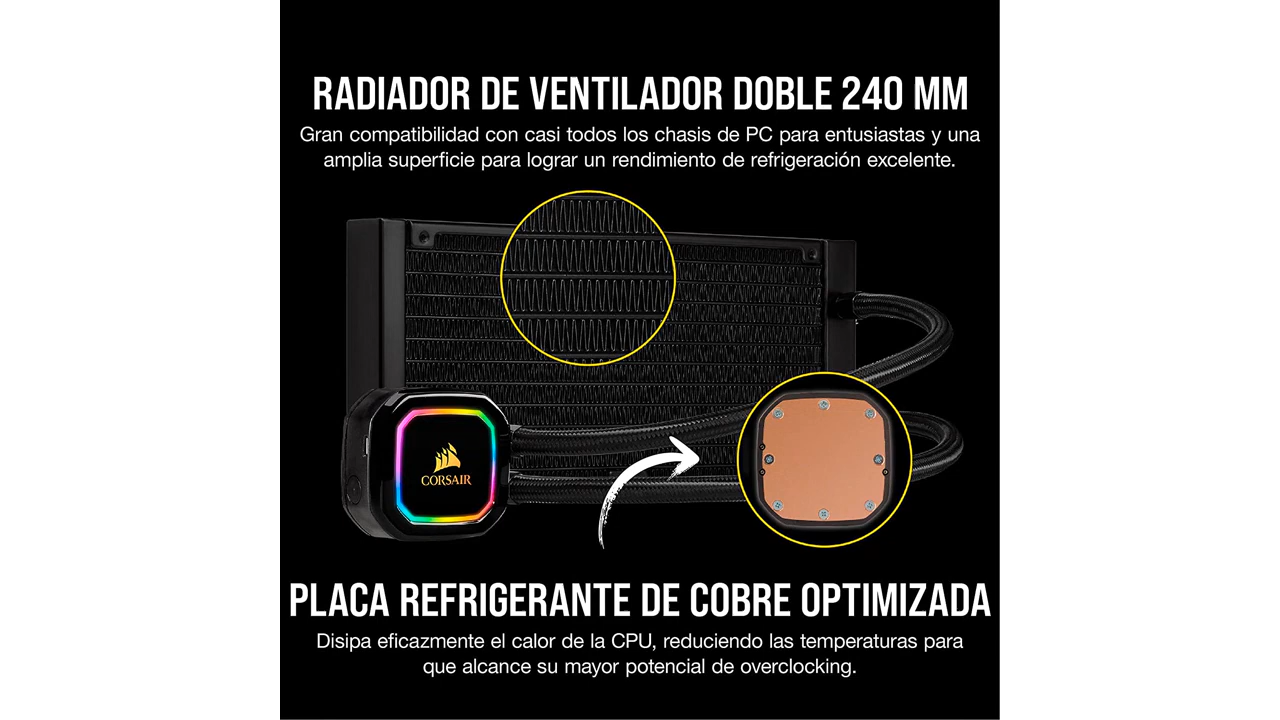 RADIADOR DE VENTILADOR DOBLE 240 MM
Gran compatibilidad con casi todos los chasis de PC para entusiastas y una
amplia superficie para lograr un rendimiento de refrigeración excelente.
CORSAIR
PLACA REFRIGERANTE DE COBRE OPTIMIZADA
Disipa eficazmente el calor de la CPU, reduciendo las temperaturas para
que alcance su mayor potencial de overclocking.